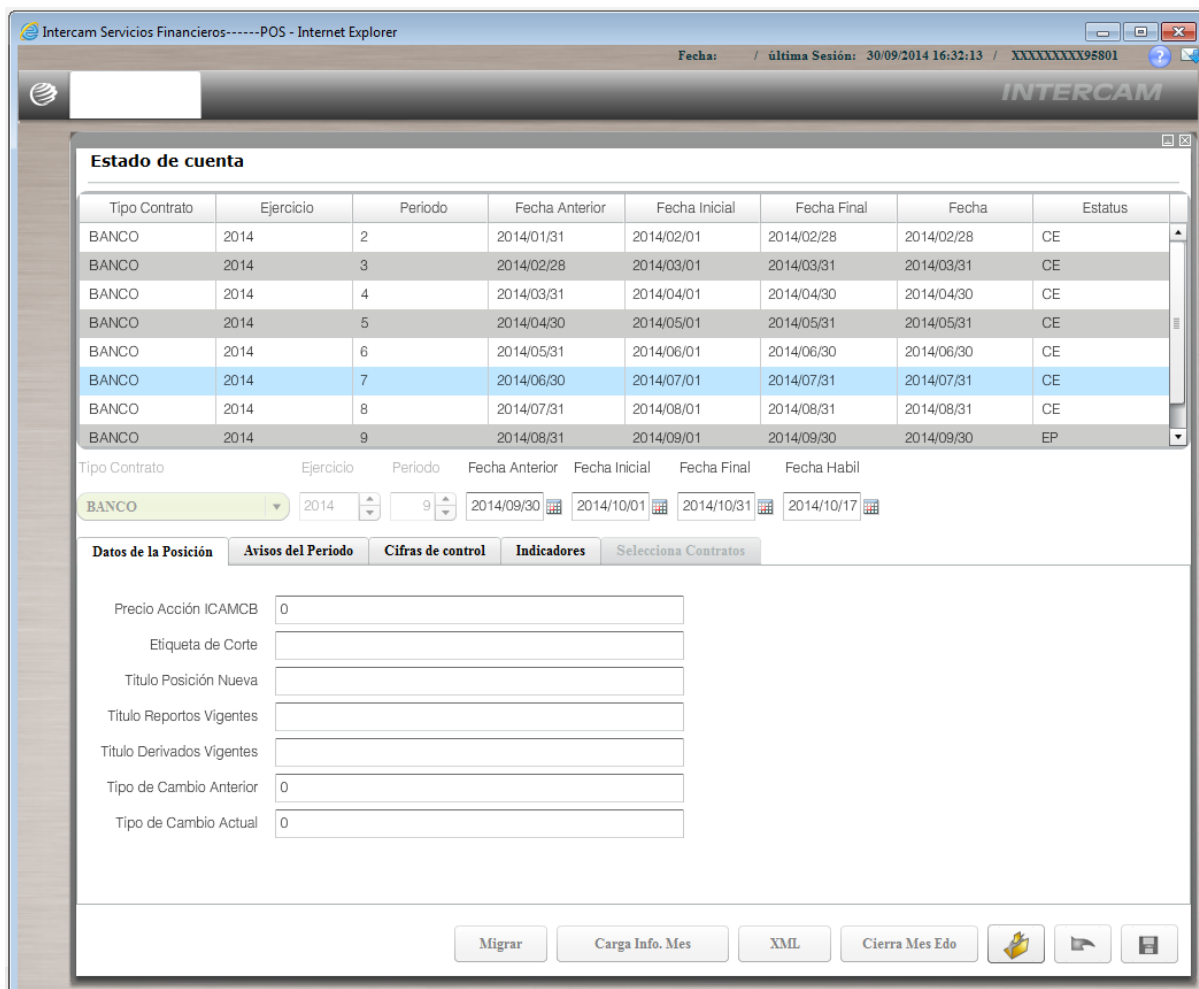 Intercam Servicios Financieros------POS - Internet Explorer
Fecha: / última Sesión: 30/09/2014 16:32:13 / XXXXXXXXX95801
INTERCAM
Estado de cuenta
Tipo Contrato Ejercicio Periodo Fecha Anterior Fecha Inicial Fecha Final Fecha Estatus
BANCO 2014 2 2014/01/31 2014/02/01 2014/02/28 2014/02/28 CE
BANCO 2014 3 2014/02/28 2014/03/01 2014/03/31 2014/03/31 CE
BANCO 2014 4 2014/03/31 2014/04/01 2014/04/30 2014/04/30 CE
BANCO 2014 5 2014/04/30 2014/05/01 2014/05/31 2014/05/31 CE
BANCO 2014 6 2014/05/31 2014/06/01 2014/06/30 2014/06/30 CE
BANCO 2014 7 2014/06/30 2014/07/01 2014/07/31 2014/07/31 CE
BANCO 2014 8 2014/07/31 2014/08/01 2014/08/31 2014/08/31 CE
BANCO 2014 9 2014/08/31 2014/09/01 2014/09/30 2014/09/30 EP
Tipo Contrato Ejercicio Periodo Fecha Anterior Fecha Inicial Fecha Final Fecha Habil
BANCO 2014 9 2014/09/30 2014/10/01 2014/10/31 2014/10/17
Datos de la Posición Avisos del Periodo Cifras de control Indicadores Selecciona Contratos
Precio Acción ICAMCB 0
Etiqueta de Corte
Titulo Posición Nueva
Titulo Reportos Vigentes
Titulo Derivados Vigentes
Tipo de Cambio Anterior 0
Tipo de Cambio Actual 0
Migrar Carga Info. Mes XML Cierra Mes Edo